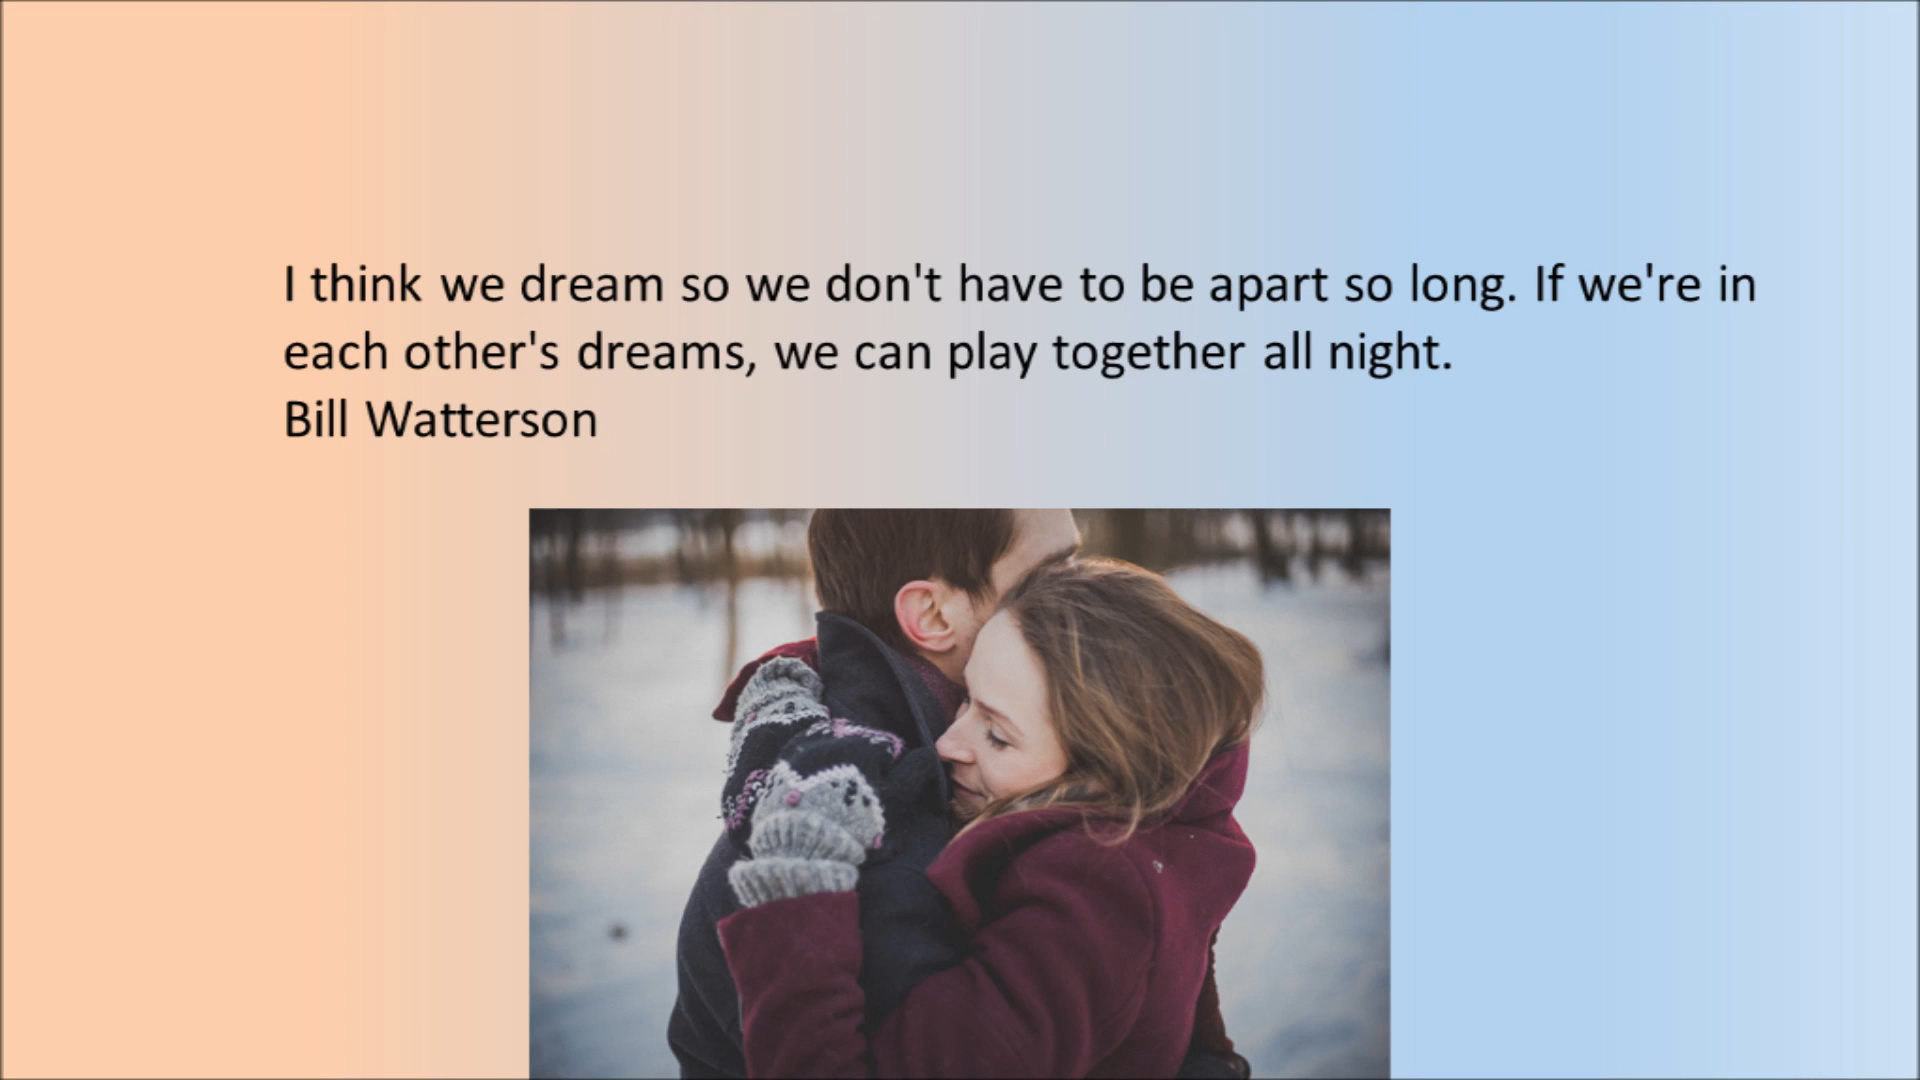 I think we dream so we don't have to be apart so long. If we're in
each other's dreams, we can play together all night.
Bill Watterson